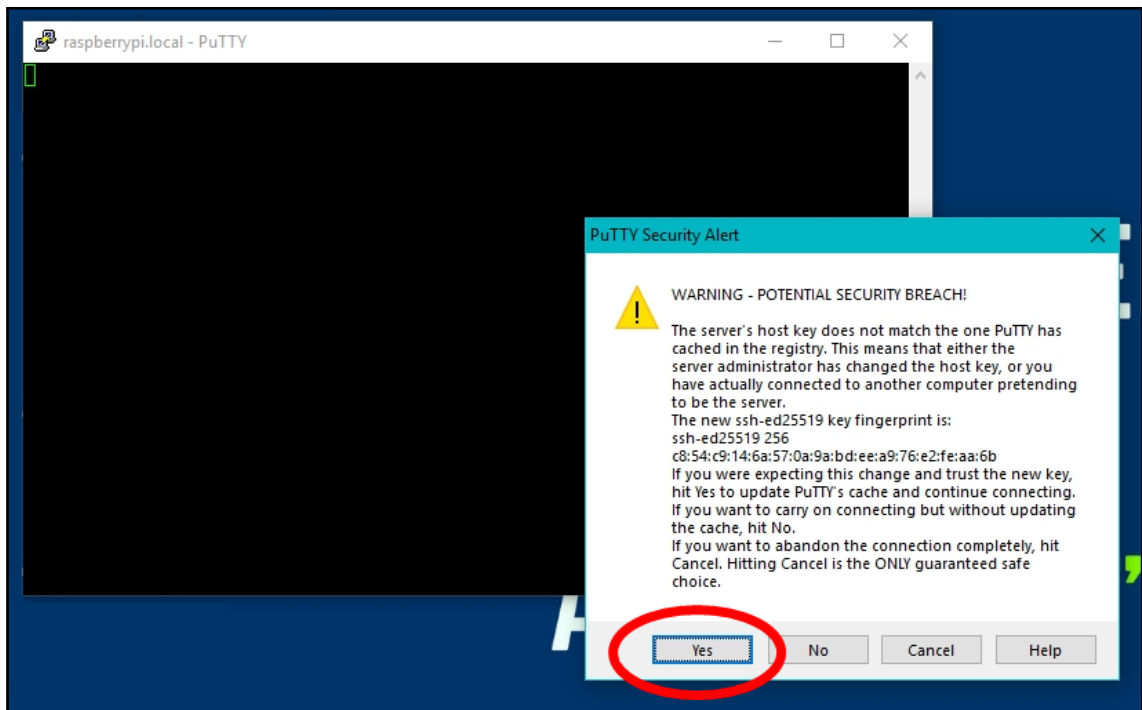 raspberrypi.local - PuTTY
PuTTY Security Alert
WARNING - POTENTIAL SECURITY BREACH!
The server's host key does not match the one PuTTY has
cached in the registry. This means that either the
server administrator has changed the host key, or you
have actually connected to another computer pretending
to be the server.
The new ssh-ed25519 key fingerprint is:
ssh-ed25519 256
c8:54:c9:14:6a:57:0a:9a:bd:ee:a9:76:e2:fe:aa:6b
If you were expecting this change and trust the new key,
hit Yes to update PuTTY's cache and continue connecting.
If you want to carry on connecting but without updating
the cache, hit No.
If you want to abandon the connection completely, hit
Cancel. Hitting Cancel is the ONLY guaranteed safe
choice.
Yes No Cancel Help